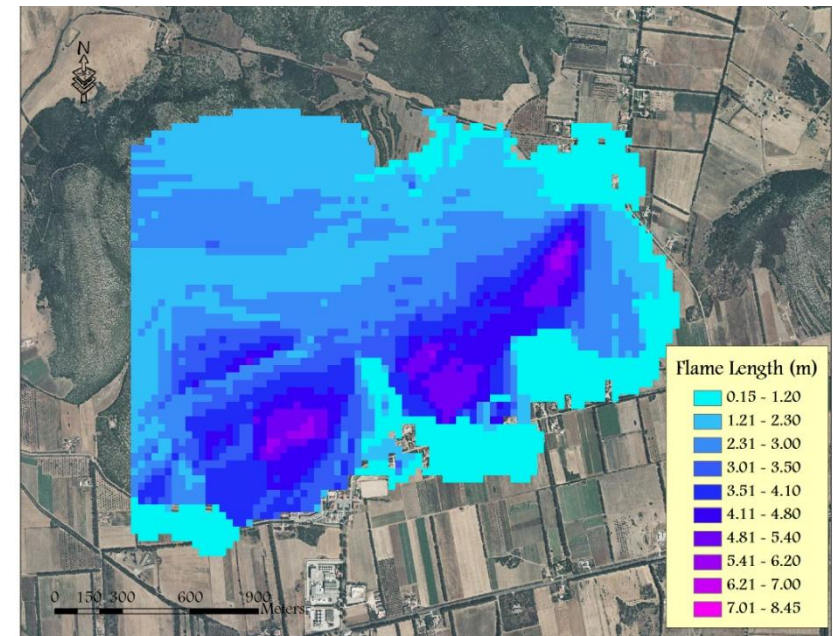 N
Flame Length (m)
0.15 - 1.20
1.21 - 2.30
2.31 - 3.00
3.01 - 3.50
3.51 - 4.10
4.11 - 4.80
4.81 - 5.40
5.41 - 6.20
6.21 - 7.00
7.01 - 8.45
0 150 300 600 900
Meters